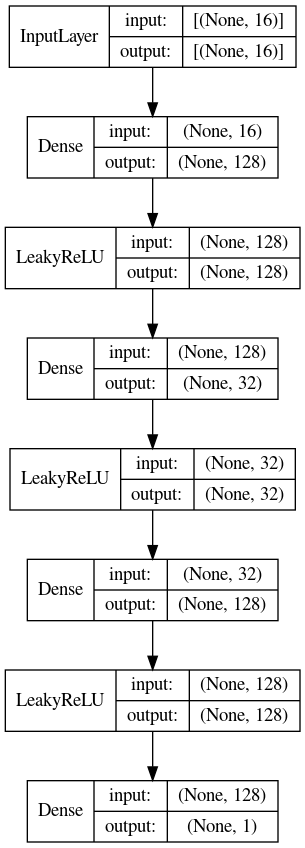 InputLayer
input: [(None, 16)]
output: [(None, 16)]
Dense
input: (None, 16)
output: (None, 128)
LeakyReLU
input: (None, 128)
output: (None, 128)
Dense
input: (None, 128)
output: (None, 32)
LeakyReLU
input: (None, 32)
output: (None, 32)
Dense
input: (None, 32)
output: (None, 128)
LeakyReLU
input: (None, 128)
output: (None, 128)
Dense
input: (None, 128)
output: (None, 1)